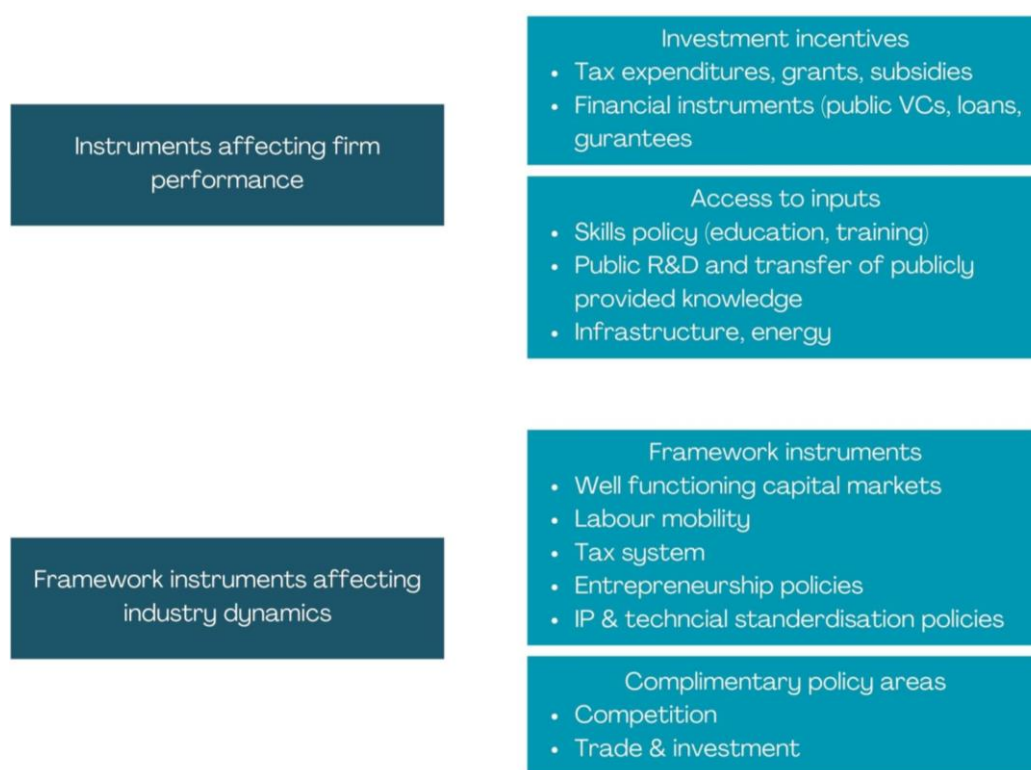 Instruments affecting firm
performance
Investment incentives
• Tax expenditures, grants, subsidies
• Financial instruments (public VCs, loans,
gurantees
Access to inputs
• Skills policy (education, training)
• Public R&D and transfer of publicly
provided knowledge
• Infrastructure, energy
Framework instruments affecting
industry dynamics
Framework instruments
• Well functioning capital markets
• Labour mobility
• Tax system
• Entrepreneurship policies
• IP & techncial standerdisation policies
Complimentary policy areas
• Competition
• Trade & investment